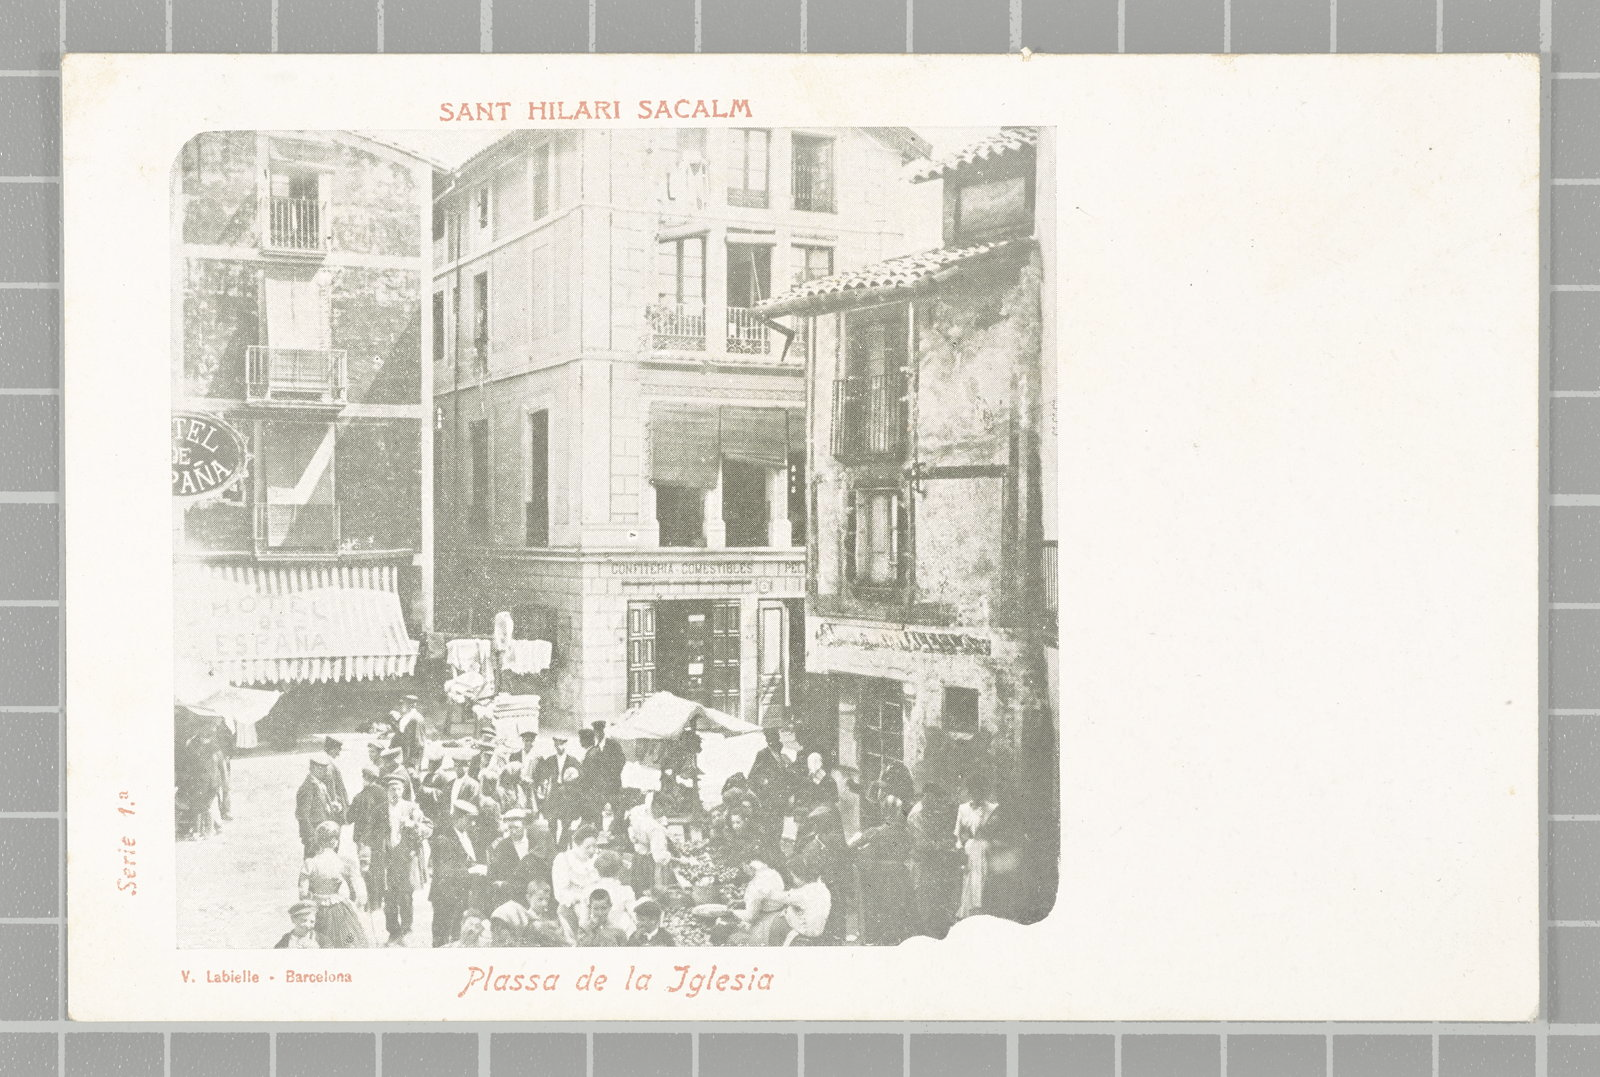 SANT HILARI SACALM
TEL
DE
PAÑA
CONFITERIA COMESTIBLES
PEL
HOTEL
DE
ESPAÑA
Serie 1.ª
V. Labielle - Barcelona
Plassa de la Iglesia